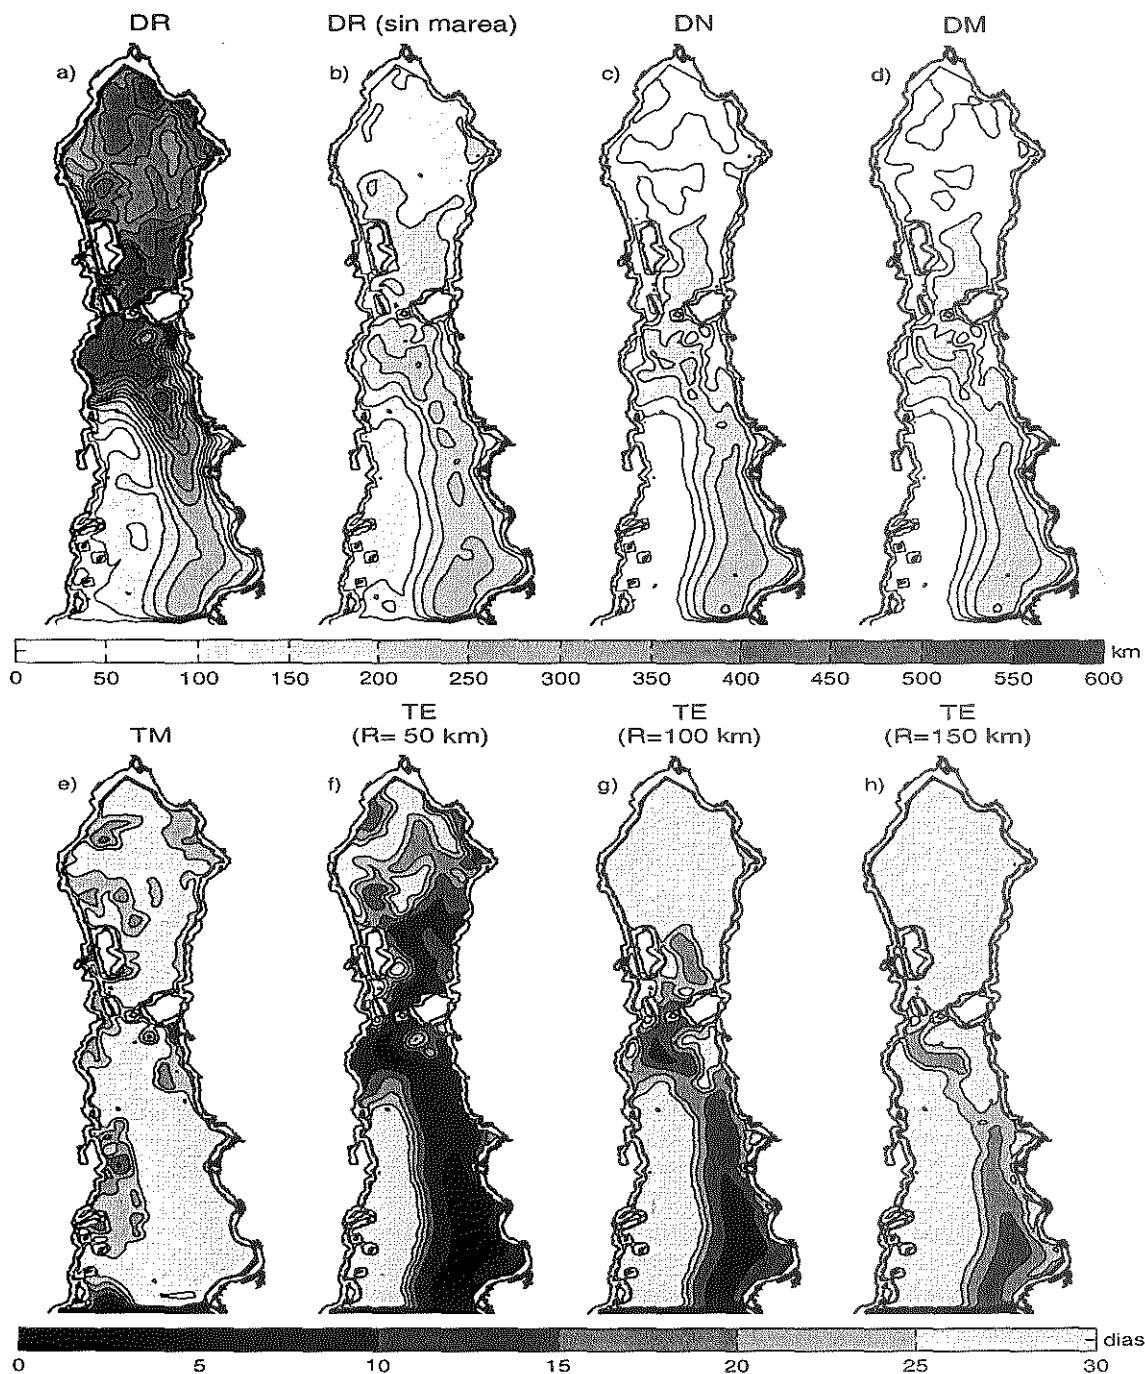 DR DR (sin marea) DN DM
a) b) c) d)
0 50 100 150 200 250 300 350 400 450 500 550 600 km
TM TE (R= 50 km) TE (R=100 km) TE (R=150 km)
e) f) g) h)
0 5 10 15 20 25 30 dias